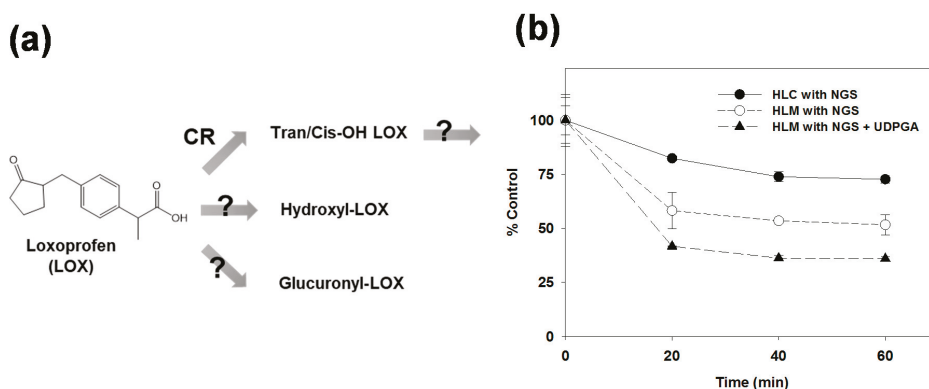 (a)
CR
Tran/Cis-OH LOX
?
O
O
OH
?
Hydroxyl-LOX
Loxoprofen
(LOX)
?
Glucuronyl-LOX
(b)
HLC with NGS
HLM with NGS
HLM with NGS + UDPGA
% Control
100
75
50
25
0
0 20 40 60
Time (min)